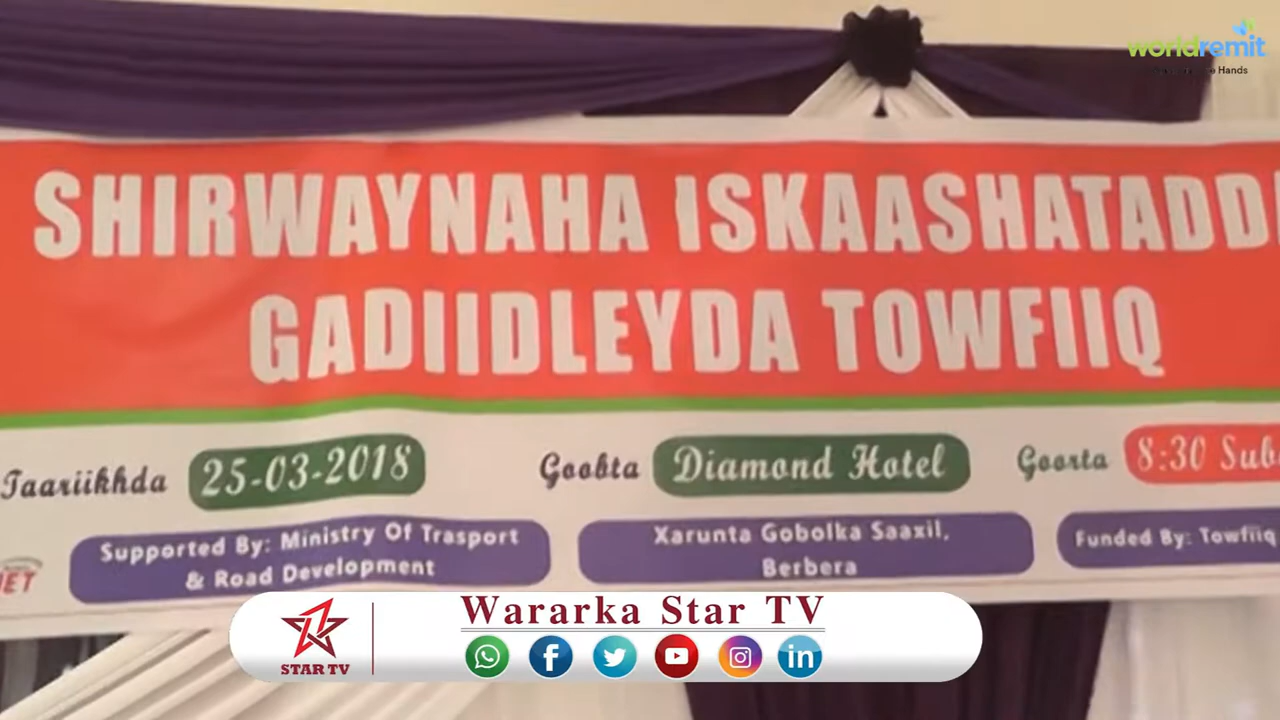 worldremit
Hands
SHIRWAYNAHA ISKAASHATADD
GADIIDLEYDA TOWFIIQ
Taariikhda 25-03-2018 Goobta Diamond Hotel Goorta 8:30 Sub
Supported By: Ministry Of Trasport
& Road Development
Xarunta Gobolka Saaxil,
Berbera
Funded By: Towfiiq
Wararka Star TV
STAR TV